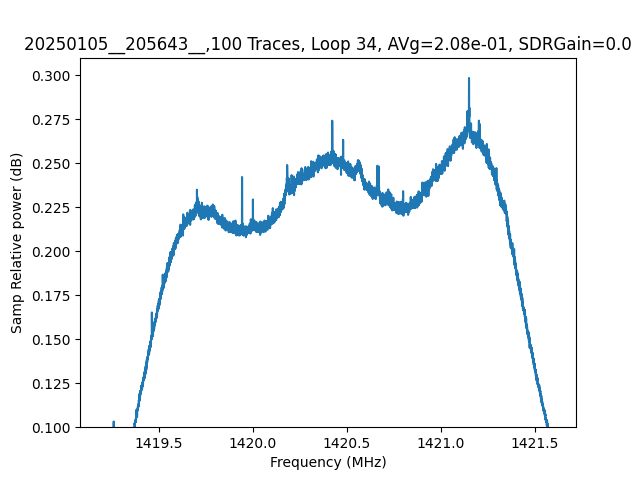 20250105__205643__,100 Traces, Loop 34, AVg=2.08e-01, SDRGain=0.0
0.300
0.275
0.250
0.225
0.200
0.175
0.150
0.125
0.100
Samp Relative power (dB)
1419.5 1420.0 1420.5 1421.0 1421.5
Frequency (MHz)